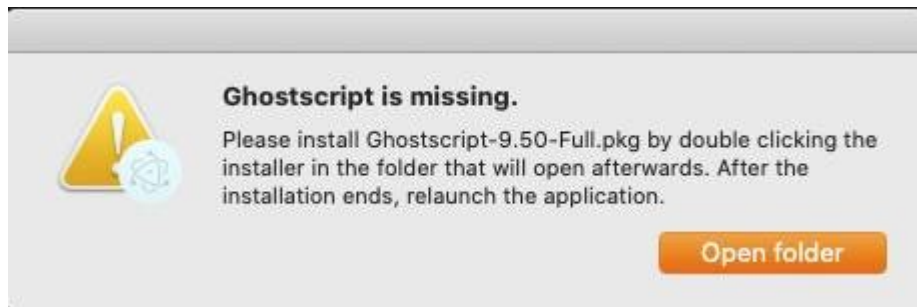 Ghostscript is missing.
Please install Ghostscript-9.50-Full.pkg by double clicking the
installer in the folder that will open afterwards. After the
installation ends, relaunch the application.
Open folder